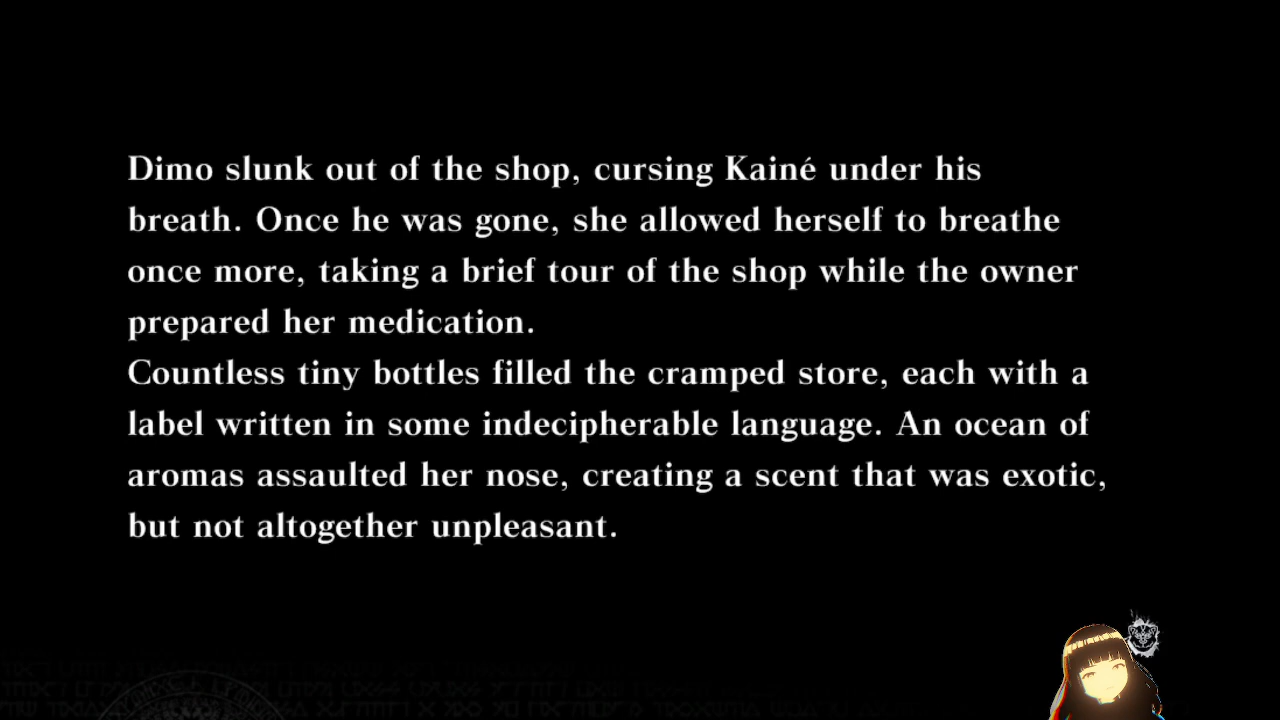 Dimo slunk out of the shop, cursing Kainé under his
breath. Once he was gone, she allowed herself to breathe
once more, taking a brief tour of the shop while the owner
prepared her medication.
Countless tiny bottles filled the cramped store, each with a
label written in some indecipherable language. An ocean of
aromas assaulted her nose, creating a scent that was exotic,
but not altogether unpleasant.